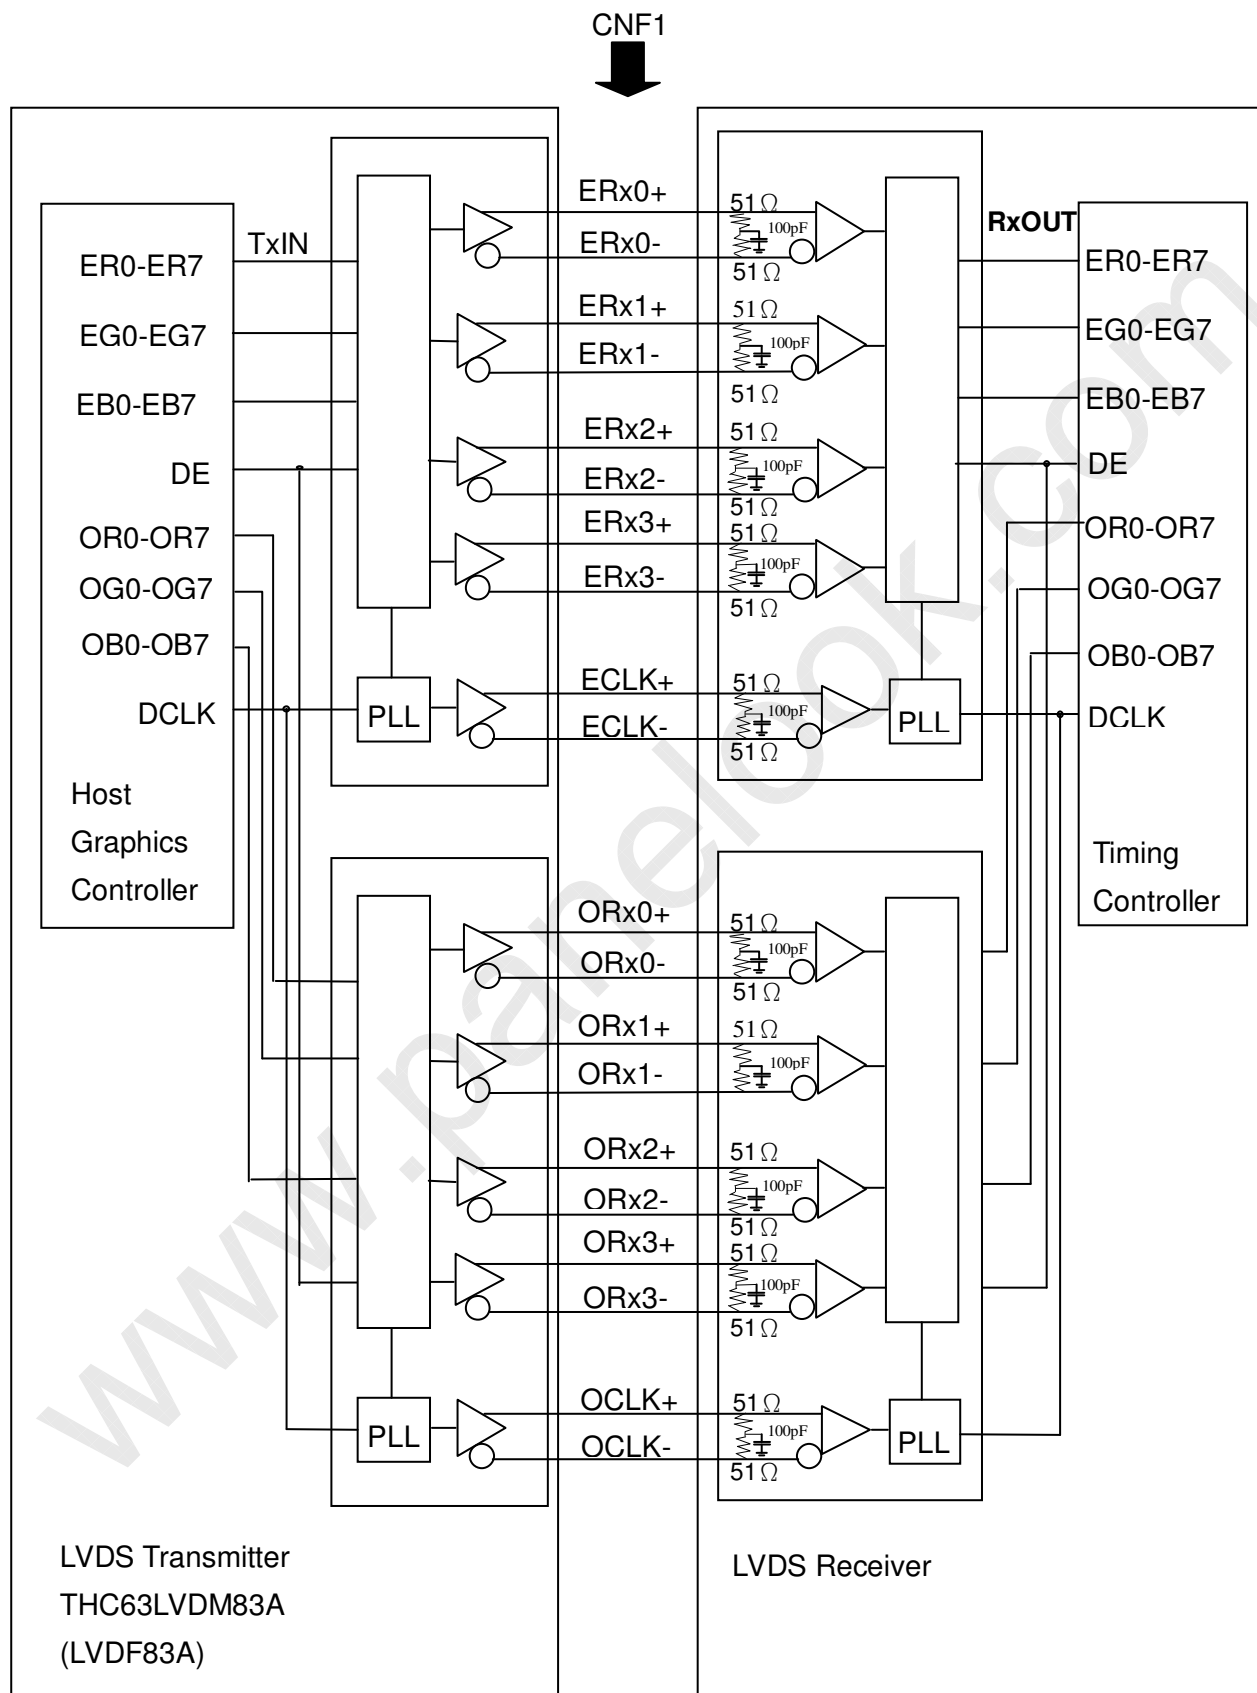 CNF1
TxIN
ER0-ER7
EG0-EG7
EB0-EB7
DE
OR0-OR7
OG0-OG7
OB0-OB7
DCLK
Host
Graphics
Controller
PLL
ERx0+
ERx0-
ERx1+
ERx1-
ERx2+
ERx2-
ERx3+
ERx3-
ECLK+
ECLK-
51Ω
100pF
51Ω
51Ω
100pF
51Ω
51Ω
100pF
51Ω
51Ω
100pF
51Ω
51Ω
100pF
51Ω
PLL
RxOUT
ER0-ER7
EG0-EG7
EB0-EB7
DE
OR0-OR7
OG0-OG7
OB0-OB7
DCLK
Timing
Controller
PLL
ORx0+
ORx0-
ORx1+
ORx1-
ORx2+
ORx2-
ORx3+
ORx3-
OCLK+
OCLK-
51Ω
100pF
51Ω
51Ω
100pF
51Ω
51Ω
100pF
51Ω
51Ω
100pF
51Ω
51Ω
100pF
51Ω
PLL
LVDS Transmitter
THC63LVDM83A
(LVDF83A)
LVDS Receiver
www.panelook.com